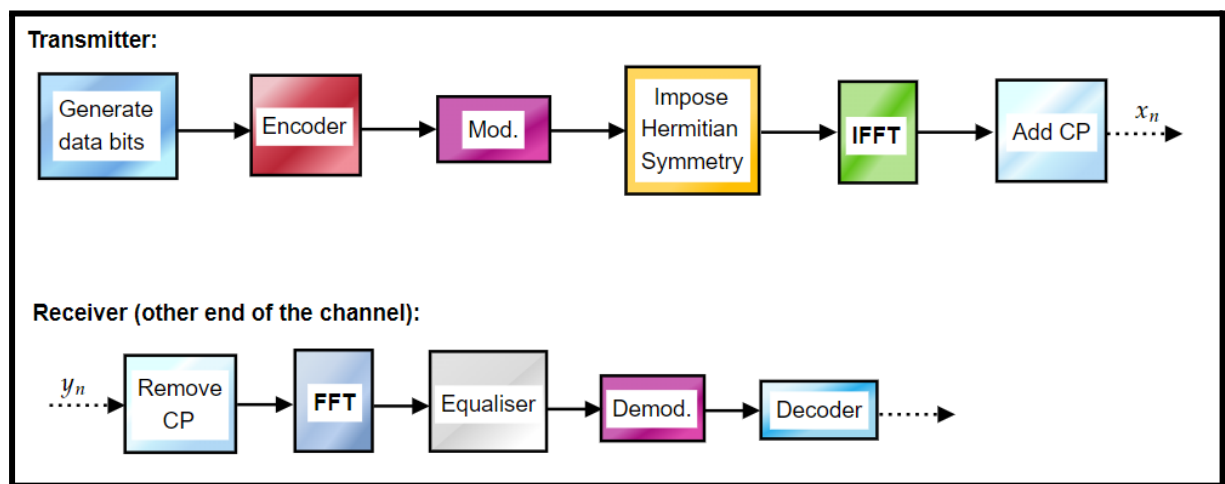 Transmitter:
Generate
data bits
Encoder
Mod.
Impose
Hermitian
Symmetry
IFFT
Add CP
xn
Receiver (other end of the channel):
yn
Remove
CP
FFT
Equaliser
Demod.
Decoder